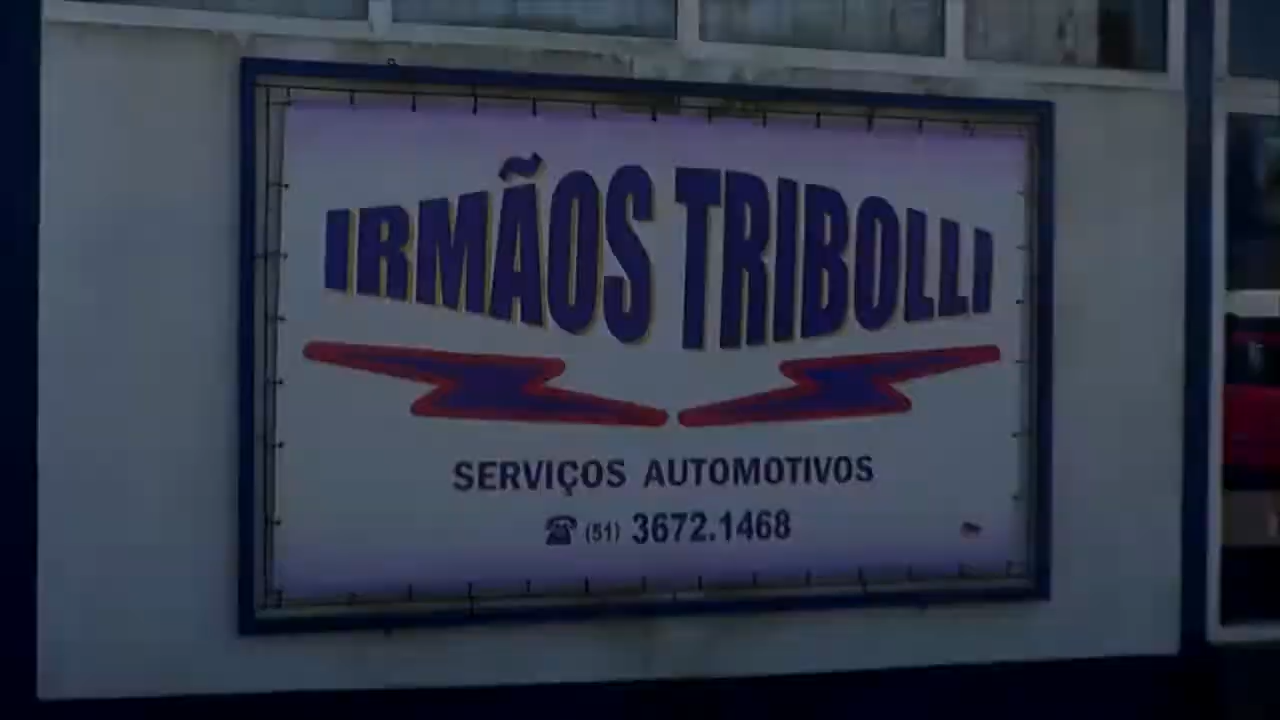 IRMÃOS TRIBOLLI
SERVIÇOS AUTOMOTIVOS
☎ (51) 3672.1468